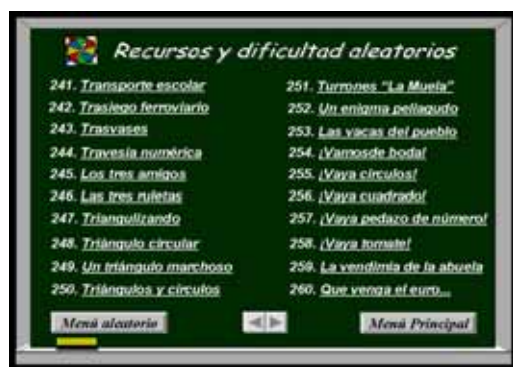 Recursos y dificultad aleatorios
241. Transporte escolar
242. Trasiego ferroviario
243. Trasvases
244. Travesía numérica
245. Los tres amigos
246. Las tres ruletas
247. Triangulizando
248. Triángulo circular
249. Un triángulo marchoso
250. Triángulos y círculos
251. Turrones "La Muela"
252. Un enigma peliagudo
253. Las vacas del pueblo
254. ¡Vamosde boda!
255. ¡Vaya círculos!
256. ¡Vaya cuadrado!
257. ¡Vaya pedazo de número!
258. ¡Vaya tomate!
259. La vendimia de la abuela
260. Que venga el euro...
Menú aleatorio
Menú Principal